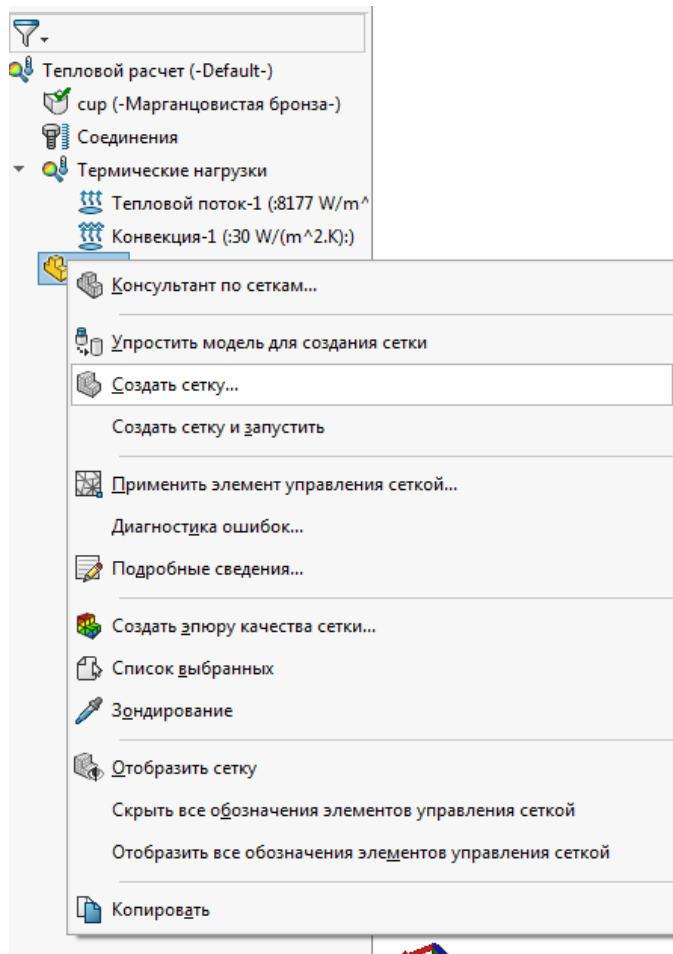 Тепловой расчет (-Default-)
cup (-Марганцовистая бронза-)
Соединения
Термические нагрузки
Тепловой поток-1 (:8177 W/m^
Конвекция-1 (:30 W/(m^2.K):)
Консультант по сеткам...
Упростить модель для создания сетки
Создать сетку...
Создать сетку и запустить
Применить элемент управления сеткой...
Диагностика ошибок...
Подробные сведения...
Создать эпюру качества сетки...
Список выбранных
Зондирование
Отобразить сетку
Скрыть все обозначения элементов управления сеткой
Отобразить все обозначения элементов управления сеткой
Копировать